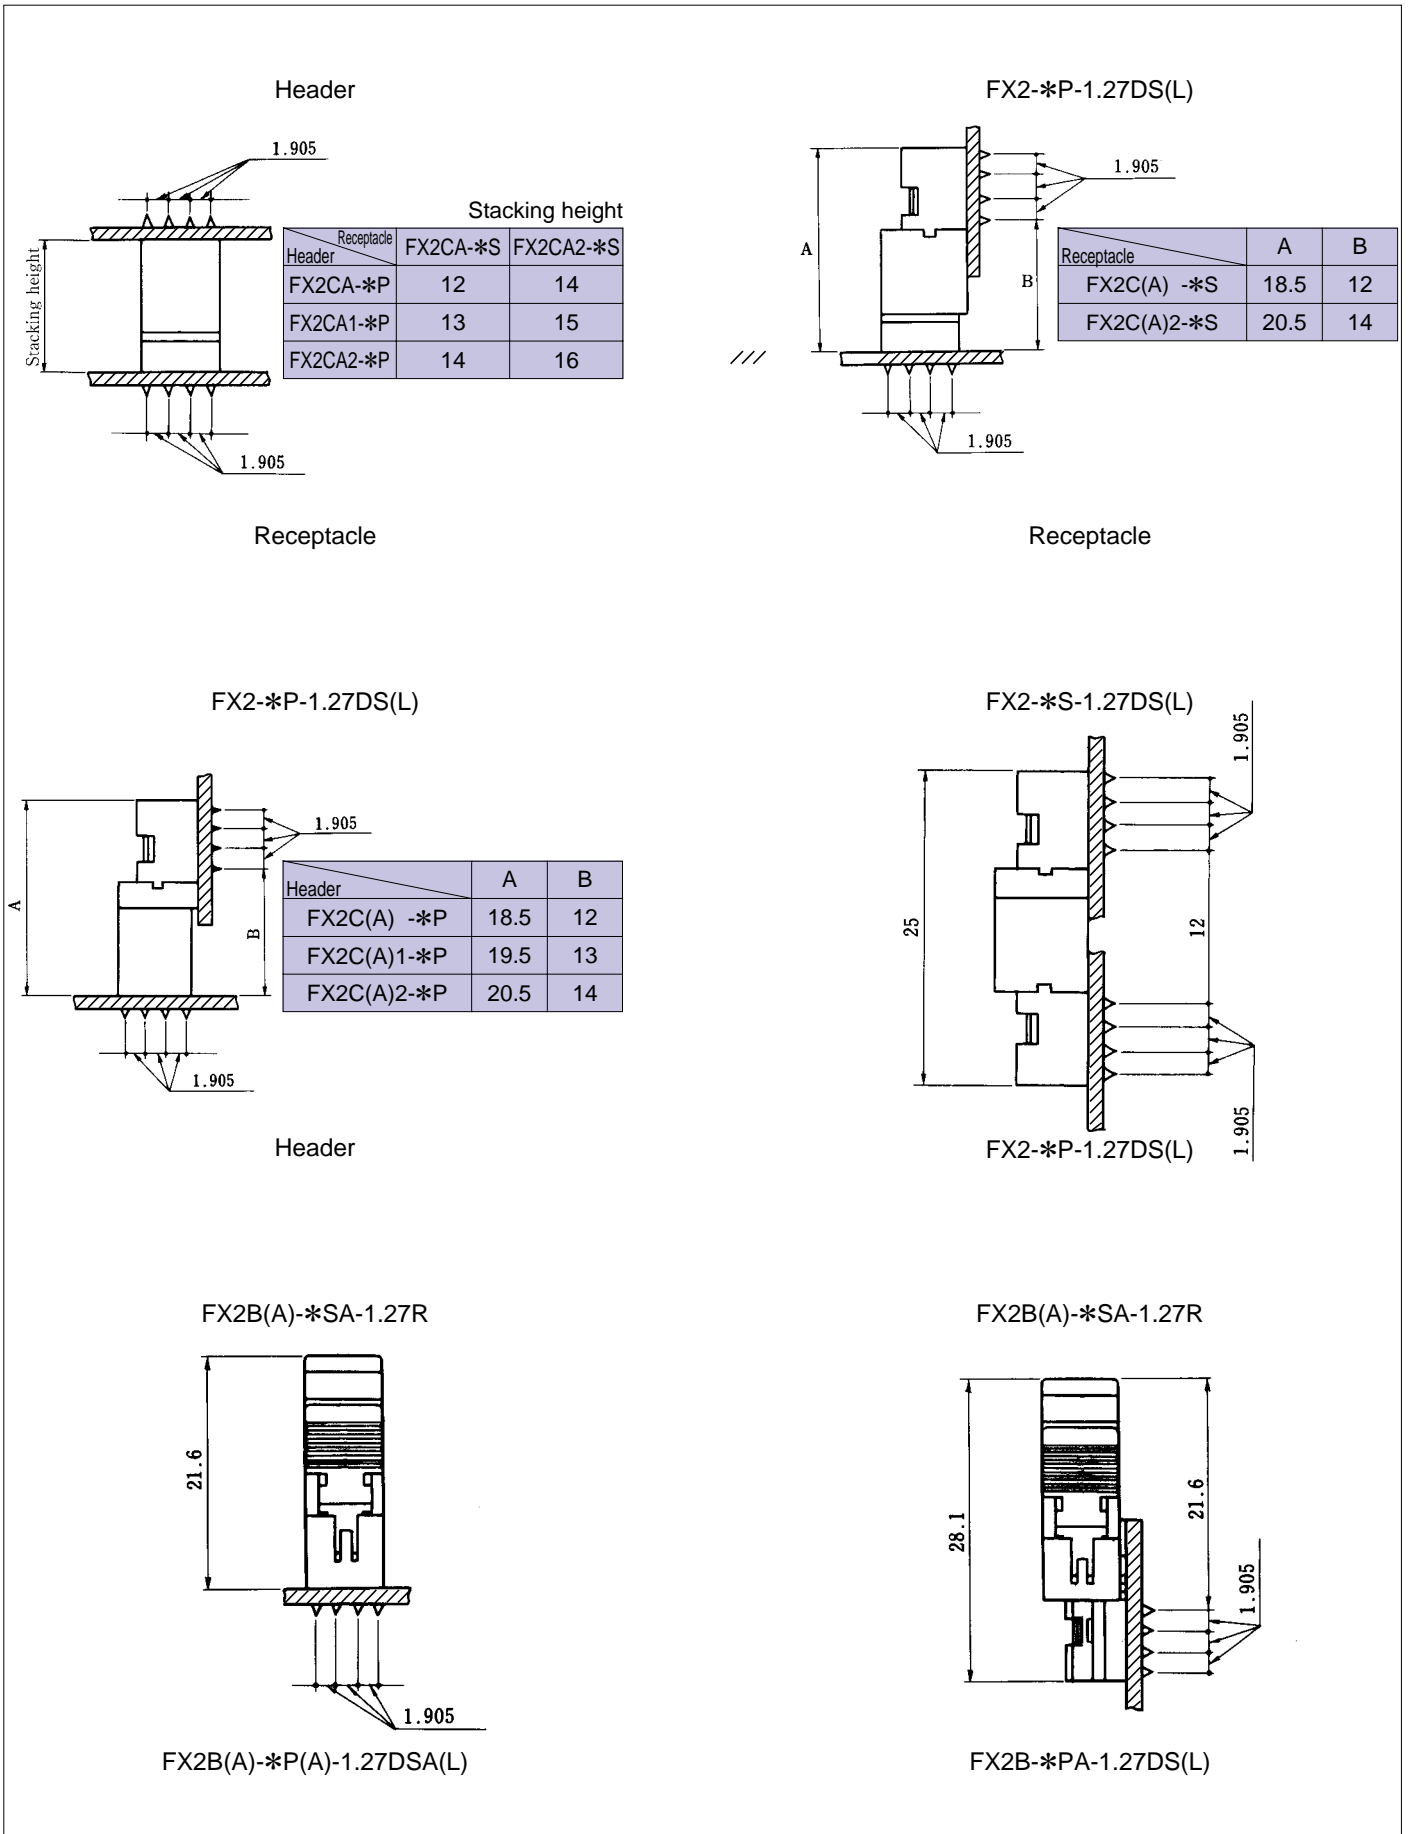 Header
1.905
Stacking height
Stacking height
Receptacle
Header
FX2CA-*S
FX2CA2-*S
FX2CA-*P 12 14
FX2CA1-*P 13 15
FX2CA2-*P 14 16
1.905
Receptacle
FX2-*P-1.27DS(L)
1.905
A
B
Receptacle A B
FX2C(A) -*S 18.5 12
FX2C(A)2-*S 20.5 14
1.905
Receptacle
FX2-*P-1.27DS(L)
1.905
A
B
Header A B
FX2C(A) -*P 18.5 12
FX2C(A)1-*P 19.5 13
FX2C(A)2-*P 20.5 14
1.905
Header
FX2-*S-1.27DS(L)
1.905
25
12
1.905
FX2-*P-1.27DS(L)
FX2B(A)-*SA-1.27R
21.6
1.905
FX2B(A)-*P(A)-1.27DSA(L)
FX2B(A)-*SA-1.27R
28.1
21.6
1.905
FX2B-*PA-1.27DS(L)